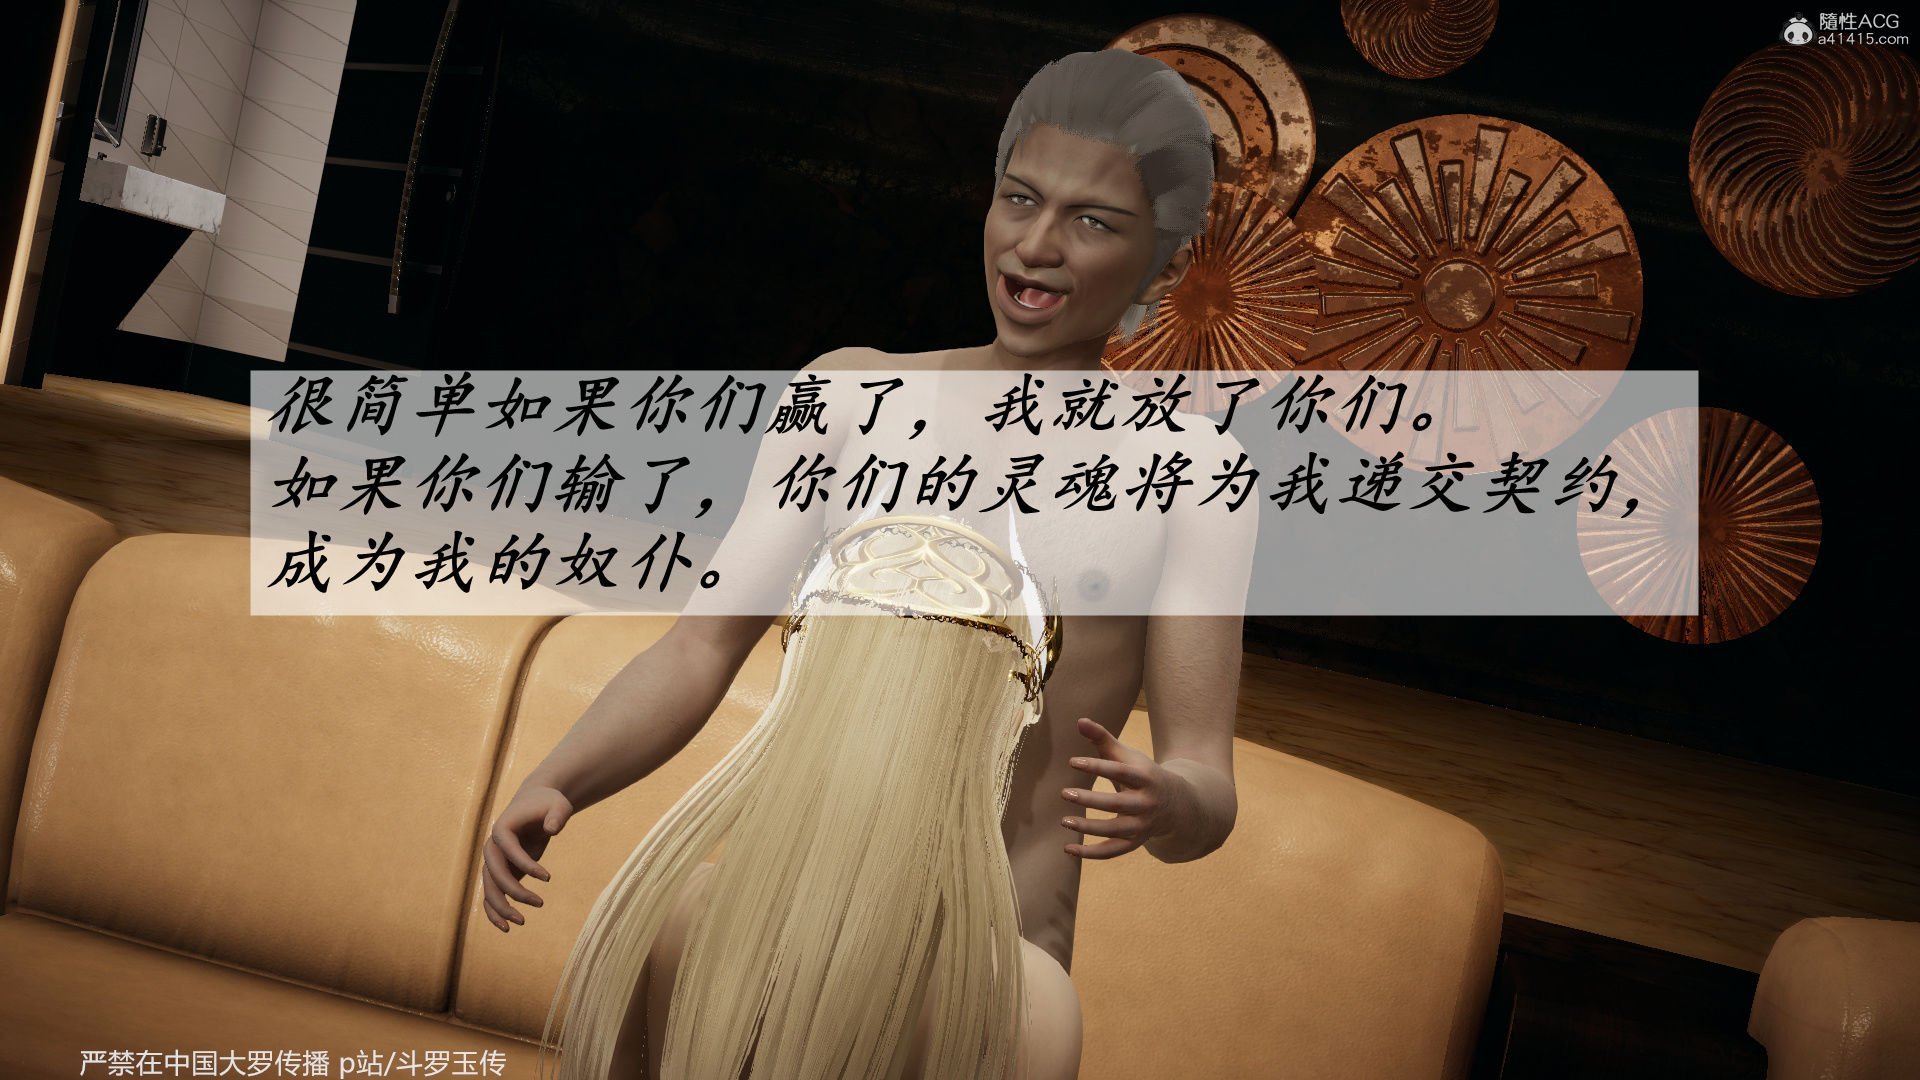 隨性ACG
a41415.com
很简单如果你们赢了，我就放了你们。
如果你们输了，你们的灵魂将为我递交契约，
成为我的奴仆。
严禁在中国大罗传播 p站/斗罗玉传